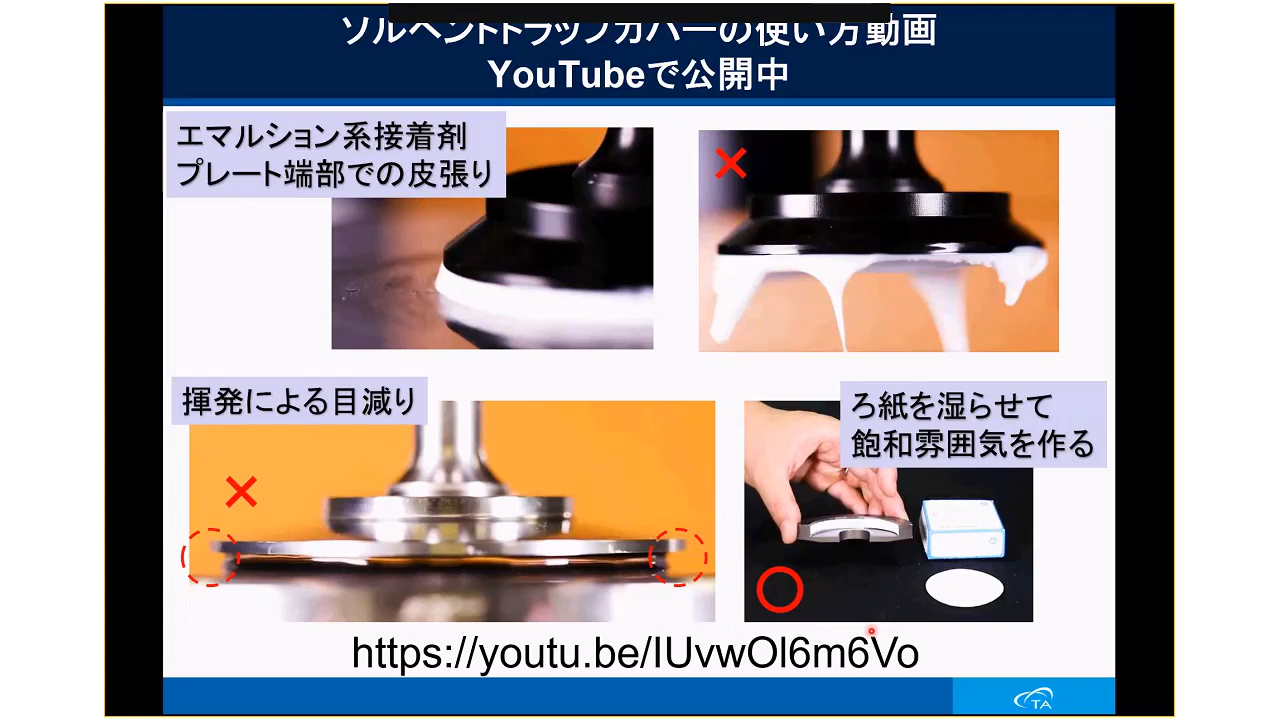 ソルベントトラップカバーの使い方動画
YouTubeで公開中
エマルション系接着剤
プレート端部での皮張り
揮発による目減り
ろ紙を湿らせて
飽和雰囲気を作る
https://youtu.be/IUvwOl6m6Vo
TA